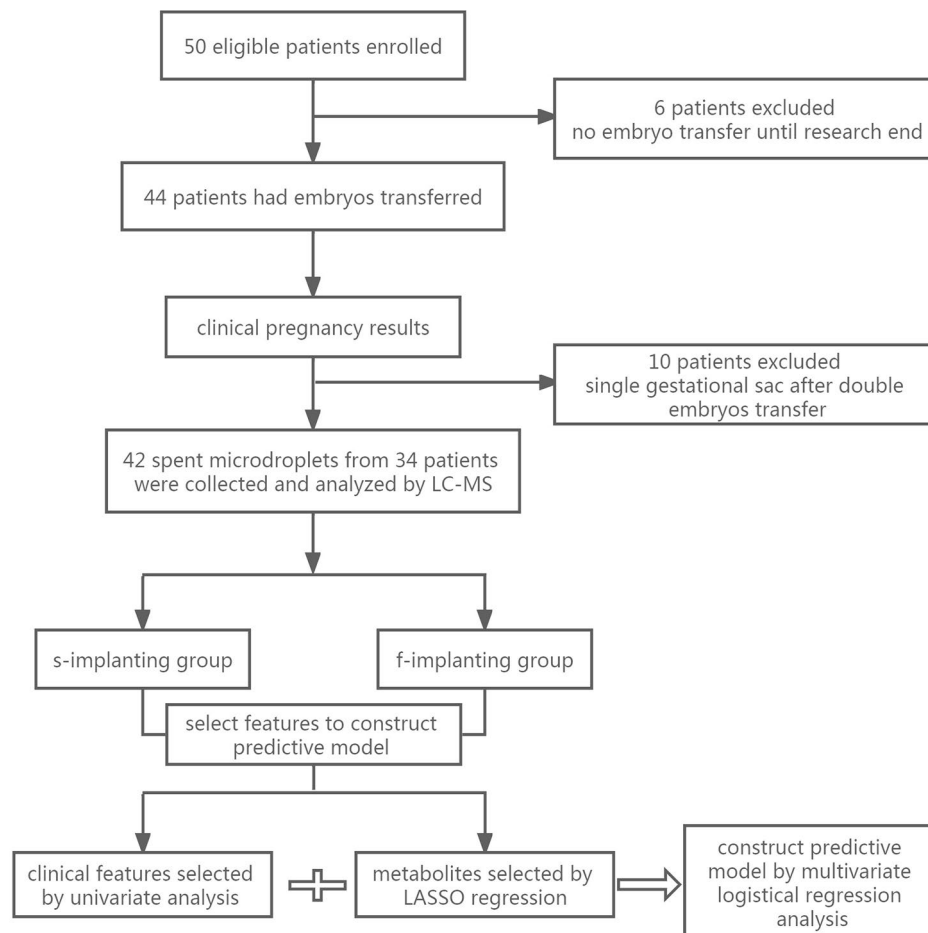 50 eligible patients enrolled
6 patients excluded
no embryo transfer until research end
44 patients had embryos transferred
clinical pregnancy results
10 patients excluded
single gestational sac after double
embryos transfer
42 spent microdroplets from 34 patients
were collected and analyzed by LC-MS
s-implanting group
f-implanting group
select features to construct
predictive model
clinical features selected
by univariate analysis
metabolites selected by
LASSO regression
construct predictive
model by multivariate
logistical regression
analysis